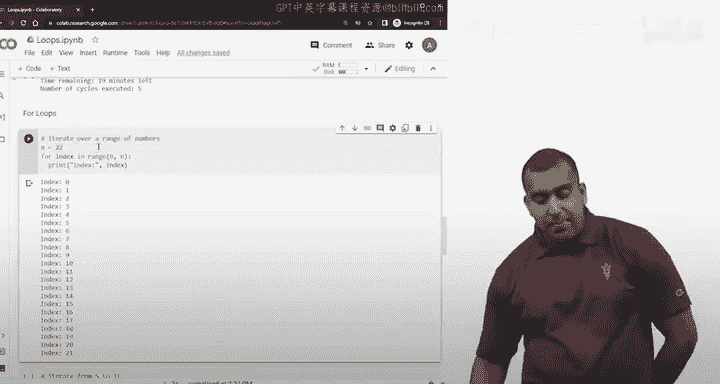 GPT中英字幕课程资源@bilibili.com
Loops.ipynb - Colaboratory
Incognito (4)
Loops.ipynb
Comment
Share
A
File Edit View Insert Runtime Tools Help All changes saved
+ Code + Text
RAM
Disk
Editing
Time remaining: 19 minutes left
Number of cycles executed: 5
For Loops
# Iterate over a range of numbers
n = 22
for index in range(0, n):
print("Index:", index)
Index: 0
Index: 1
Index: 2
Index: 3
Index: 4
Index: 5
Index: 6
Index: 7
Index: 8
Index: 9
Index: 10
Index: 11
Index: 12
Index: 13
Index: 14
Index: 15
Index: 16
Index: 17
Index: 18
Index: 19
Index: 20
Index: 21